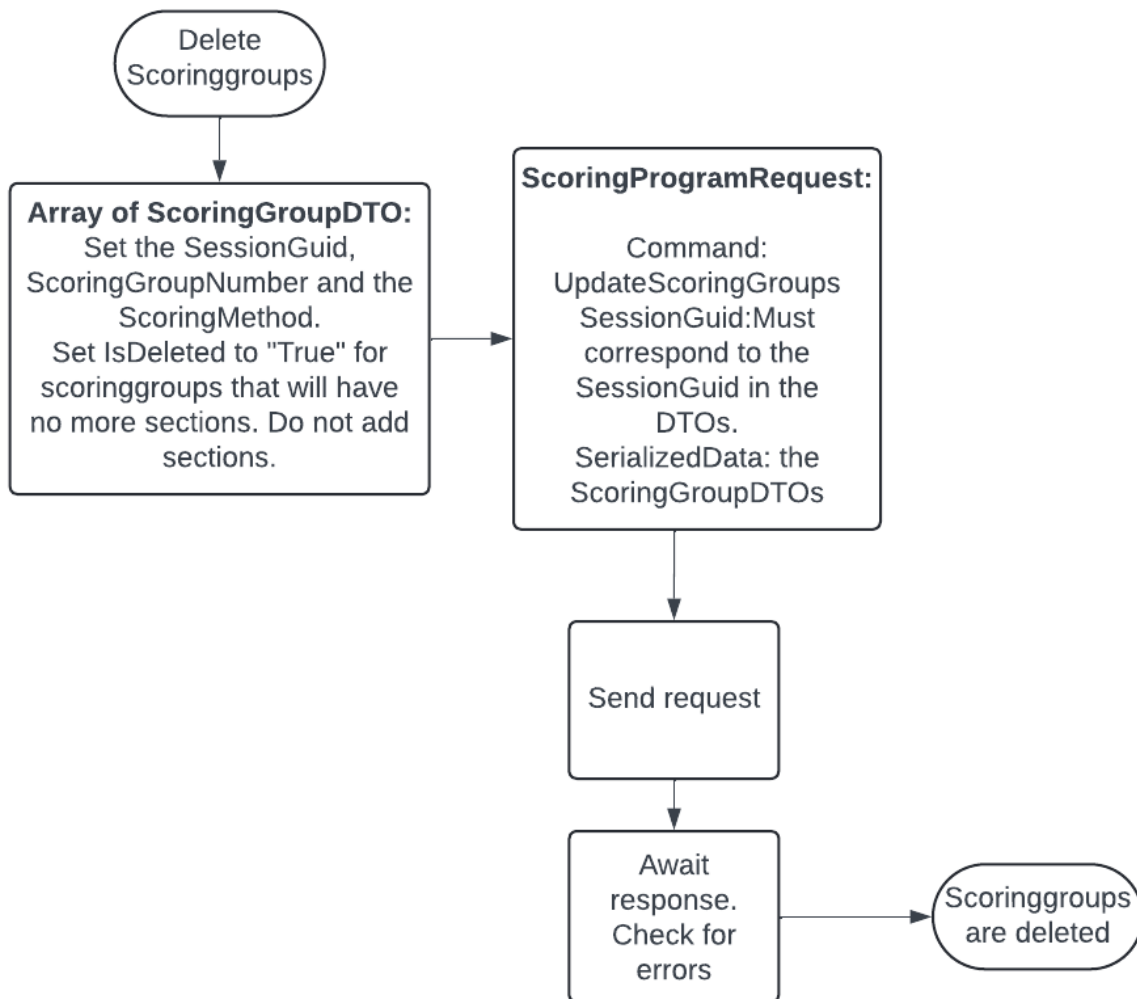 Delete
Scoringgroups
Array of ScoringGroupDTO:
Set the SessionGuid,
ScoringGroupNumber and the
ScoringMethod.
Set IsDeleted to "True" for
scoringgroups that will have
no more sections. Do not add
sections.
ScoringProgramRequest:
Command:
UpdateScoringGroups
SessionGuid:Must
correspond to the
SessionGuid in the
DTOs.
SerializedData: the
ScoringGroupDTOs
Send request
Await
response.
Check for
errors
Scoringgroups
are deleted